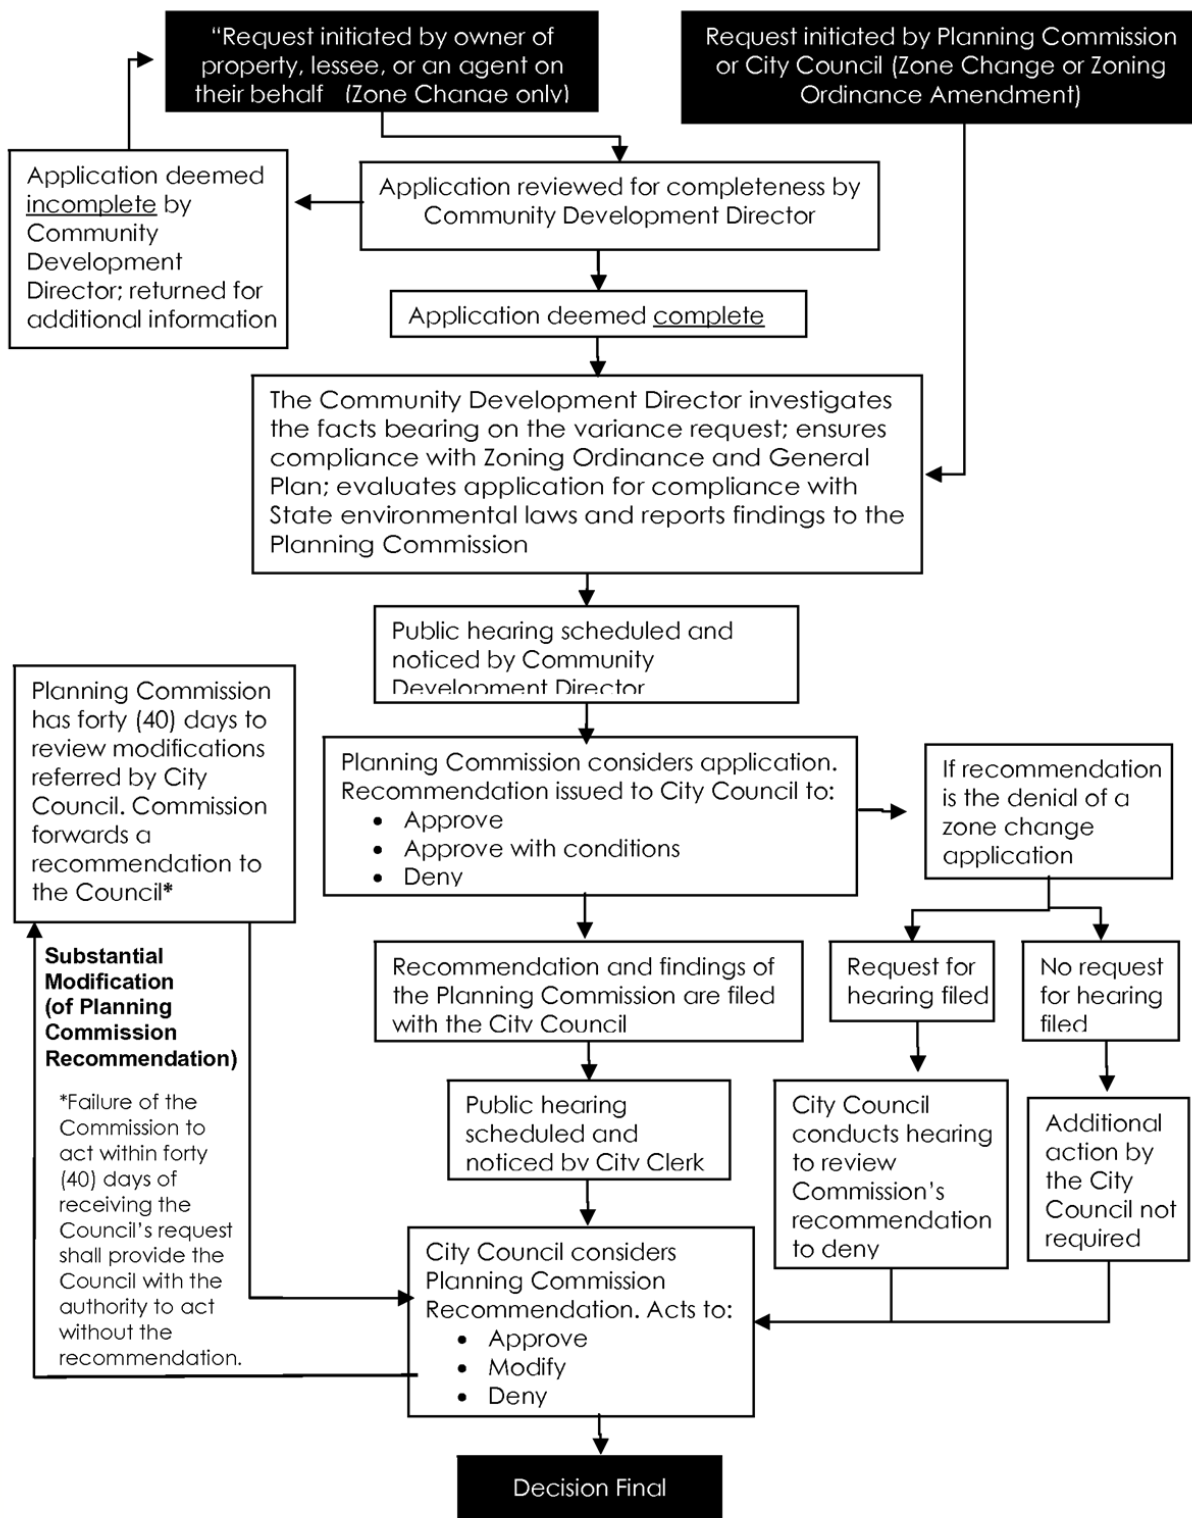 “Request initiated by owner of
property, lessee, or an agent on
their behalf (Zone Change only)
Request initiated by Planning Commission
or City Council (Zone Change or Zoning
Ordinance Amendment)
Application deemed
incomplete by
Community
Development
Director; returned for
additional information
Application reviewed for completeness by
Community Development Director
Application deemed complete
The Community Development Director investigates
the facts bearing on the variance request; ensures
compliance with Zoning Ordinance and General
Plan; evaluates application for compliance with
State environmental laws and reports findings to the
Planning Commission
Public hearing scheduled and
noticed by Community
Development Director
Planning Commission
has forty (40) days to
review modifications
referred by City
Council. Commission
forwards a
recommendation to
the Council*
Planning Commission considers application.
Recommendation issued to City Council to:
• Approve
• Approve with conditions
• Deny
If recommendation
is the denial of a
zone change
application
Substantial
Modification
(of Planning
Commission
Recommendation)
Recommendation and findings of
the Planning Commission are filed
with the City Council
Request for
hearing filed
No request
for hearing
filed
*Failure of the
Commission to
act within forty
(40) days of
receiving the
Council’s request
shall provide the
Council with the
authority to act
without the
recommendation.
Public hearing
scheduled and
noticed by City Clerk
City Council
conducts hearing
to review
Commission’s
recommendation
to deny
Additional
action by
the City
Council not
required
City Council considers
Planning Commission
Recommendation. Acts to:
• Approve
• Modify
• Deny
Decision Final